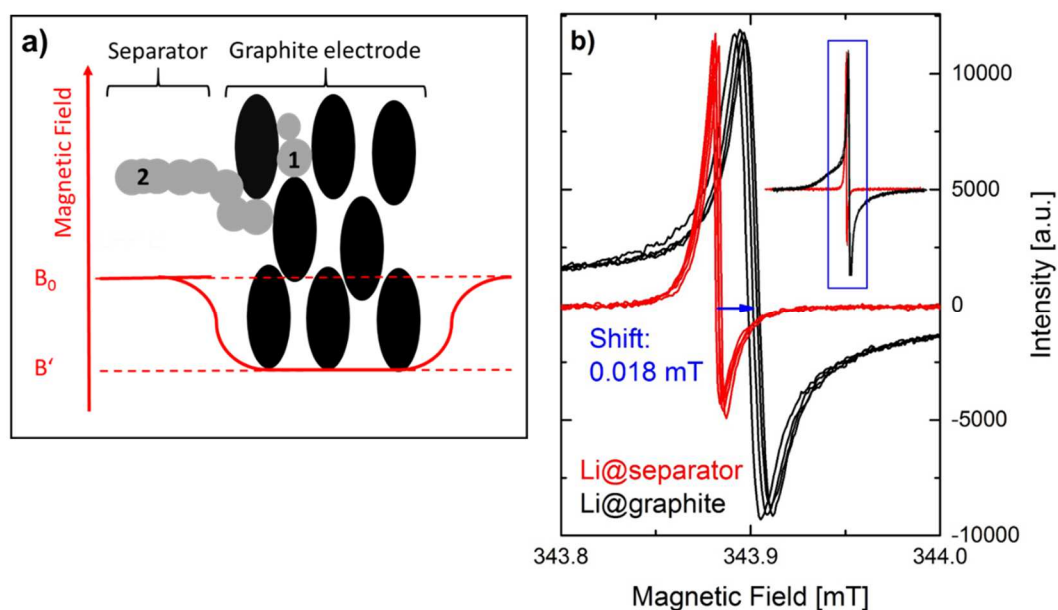 a)
Separator
Graphite electrode
Magnetic Field
1
2
B₀
B‘
b)
10000
5000
0
-5000
-10000
Intensity [a.u.]
Shift:
0.018 mT
Li@separator
Li@graphite
343.8
343.9
344.0
Magnetic Field [mT]